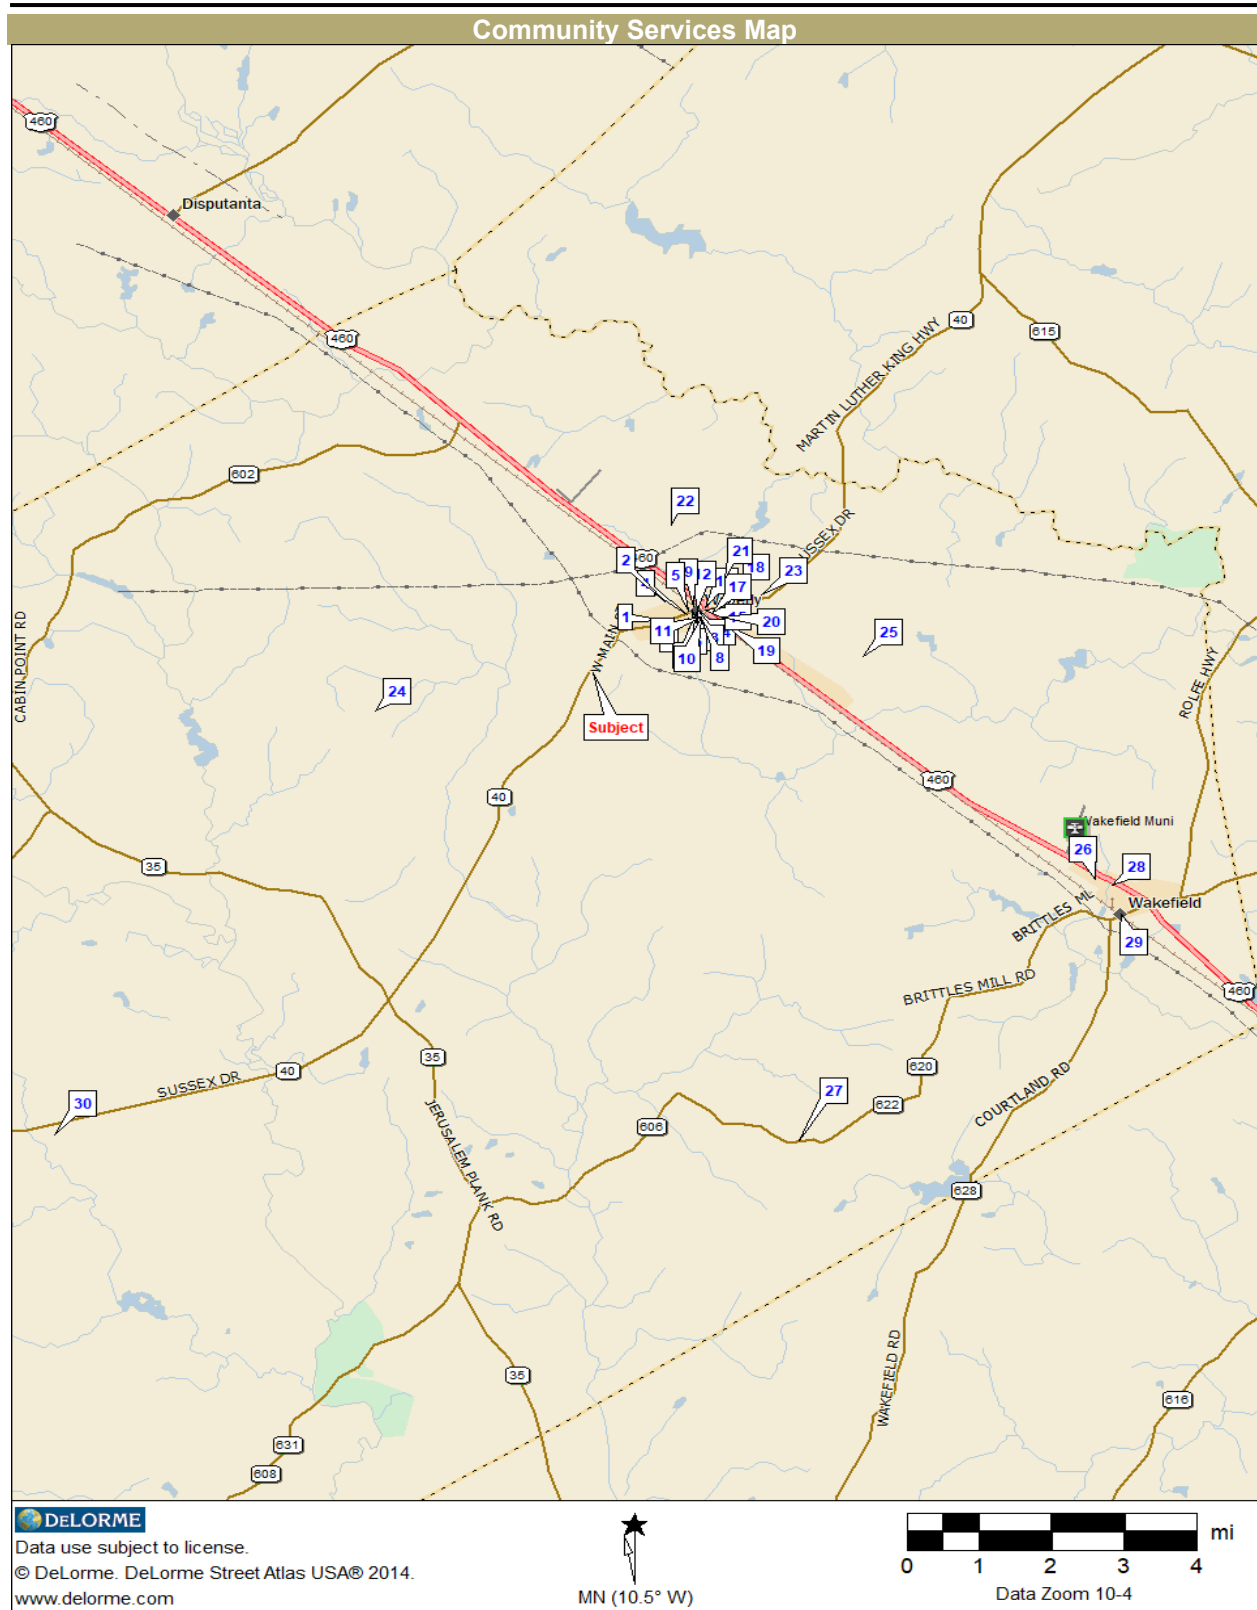 Community Services Map
460
Disputanta
460
40
615
MARTIN LUTHER KING HWY
602
22
21
2
9
12
18
5
23
17
1
20
11
25
10
8
19
W MAIN
CABIN POINT RD
ROLFE HWY
24
Subject
460
40
Wakefield Muni
35
26
28
Wakefield
BRITTLES ML
29
BRITTLES MILL RD
460
35
620
SUSSEX DR
40
COURTLAND RD
30
27
622
JERUSALEM PLANK RD
606
628
WAKEFIELD RD
35
616
631
608
DELORME
Data use subject to license.
© DeLorme. DeLorme Street Atlas USA® 2014.
www.delorme.com
MN (10.5° W)
mi
0 1 2 3 4
Data Zoom 10-4